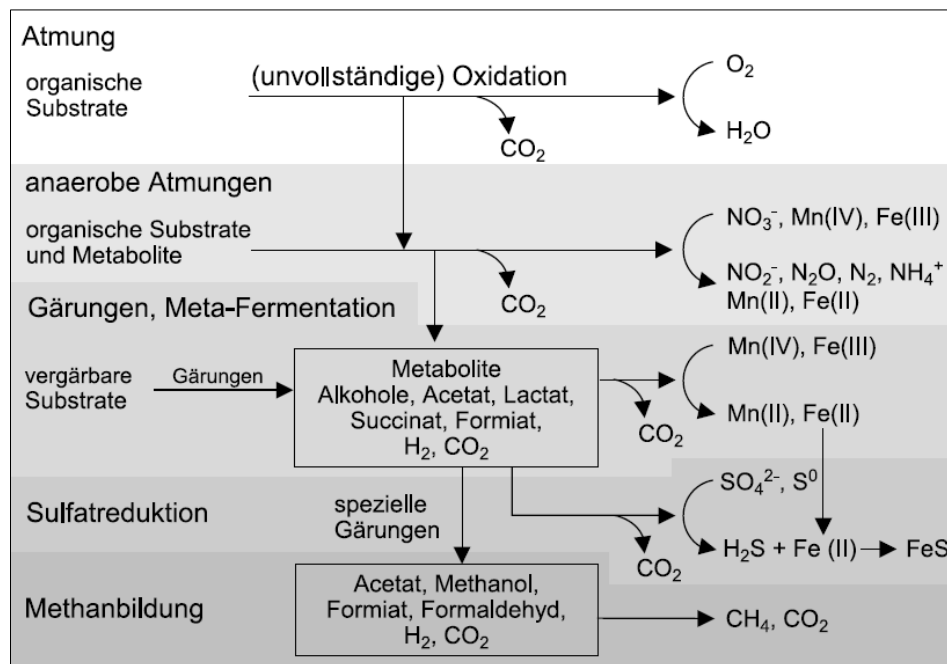 Atmung
organische
Substrate
(unvollständige) Oxidation
CO₂
O₂
H₂O
anaerobe Atmungen
organische Substrate
und Metabolite
CO₂
NO₃⁻, Mn(IV), Fe(III)
NO₂⁻, N₂O, N₂, NH₄⁺
Mn(II), Fe(II)
Gärungen, Meta-Fermentation
vergärbare
Substrate
Gärungen
Metabolite
Alkohole, Acetat, Lactat,
Succinat, Formiat,
H₂, CO₂
CO₂
Mn(IV), Fe(III)
Mn(II), Fe(II)
Sulfatreduktion
spezielle
Gärungen
CO₂
SO₄²⁻, S⁰
H₂S + Fe (II)
FeS
Methanbildung
Acetat, Methanol,
Formiat, Formaldehyd,
H₂, CO₂
CH₄, CO₂